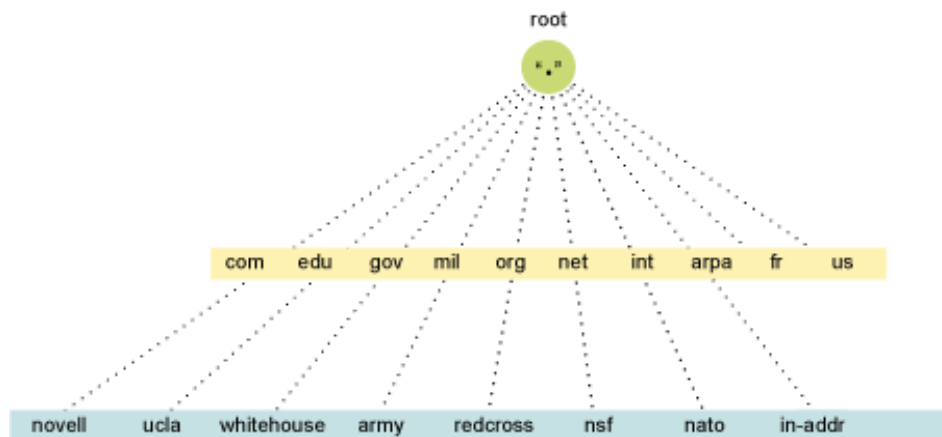 root
"."
com edu gov mil org net int arpa fr us
novell ucla whitehouse army redcross nsf nato in-addr